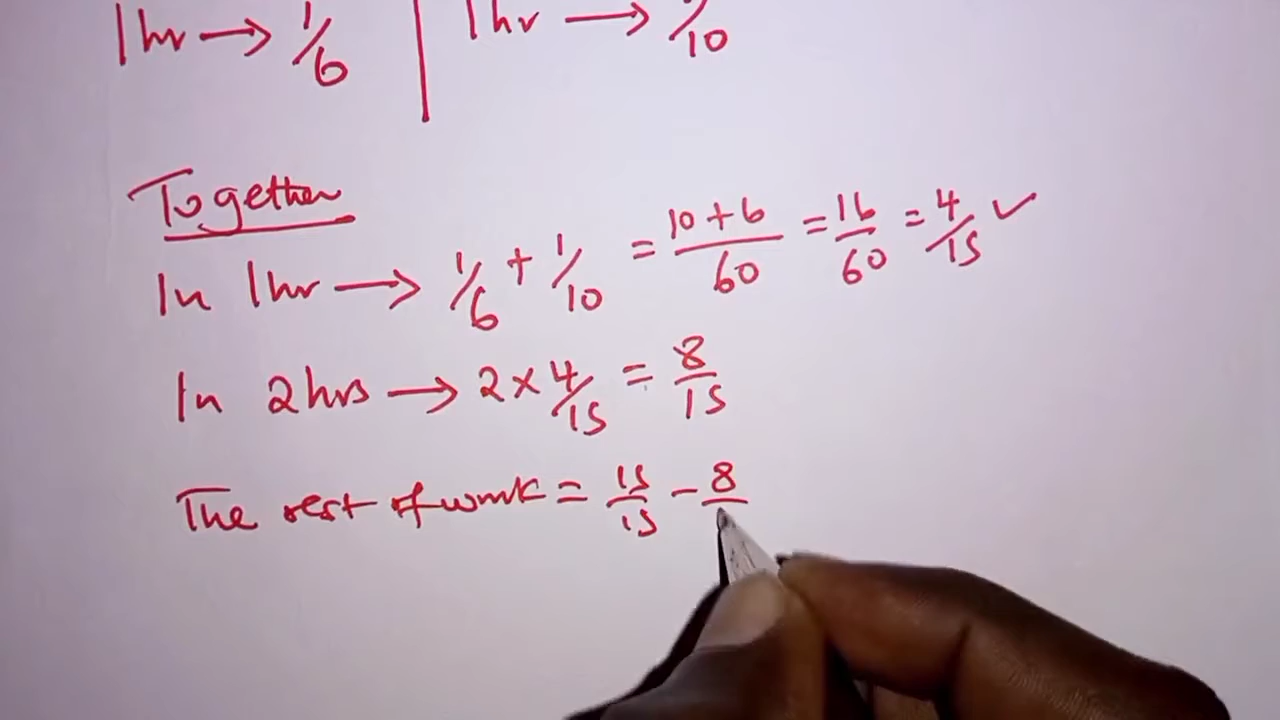 1hr → 1/6 | 1hr → 1/10
Together
In 1hr → 1/6 + 1/10 = 10+6/60 = 16/60 = 4/15 ✓
In 2hrs → 2 × 4/15 = 8/15
The rest of work = 15/15 - 8/